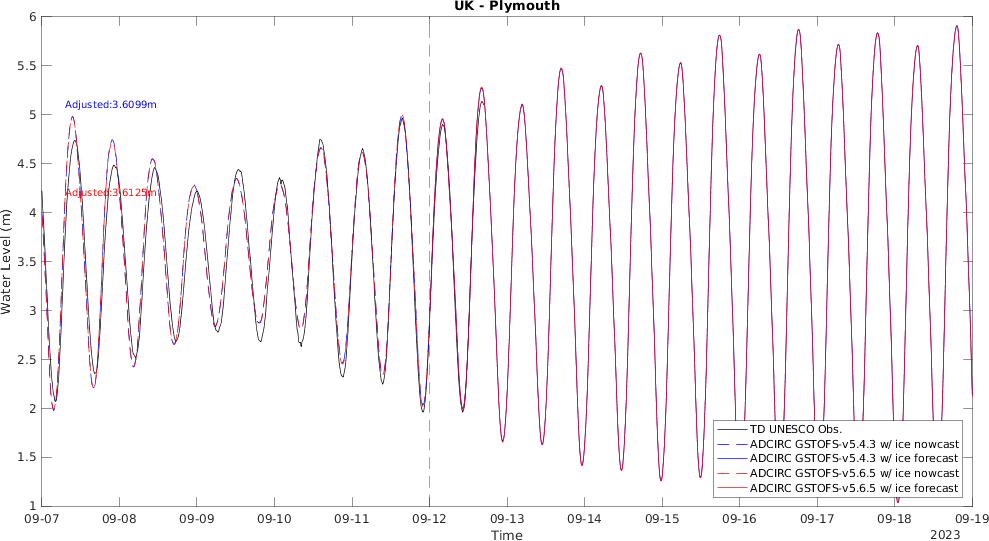 UK - Plymouth
6
5.5
5
4.5
4
3.5
3
2.5
2
1.5
1
Water Level (m)
Adjusted:3.6099m
Adjusted:3.6125m
TD UNESCO Obs.
ADCIRC GSTOFS-v5.4.3 w/ ice nowcast
ADCIRC GSTOFS-v5.4.3 w/ ice forecast
ADCIRC GSTOFS-v5.6.5 w/ ice nowcast
ADCIRC GSTOFS-v5.6.5 w/ ice forecast
09-07 09-08 09-09 09-10 09-11 09-12 09-13 09-14 09-15 09-16 09-17 09-18 09-19
Time
2023